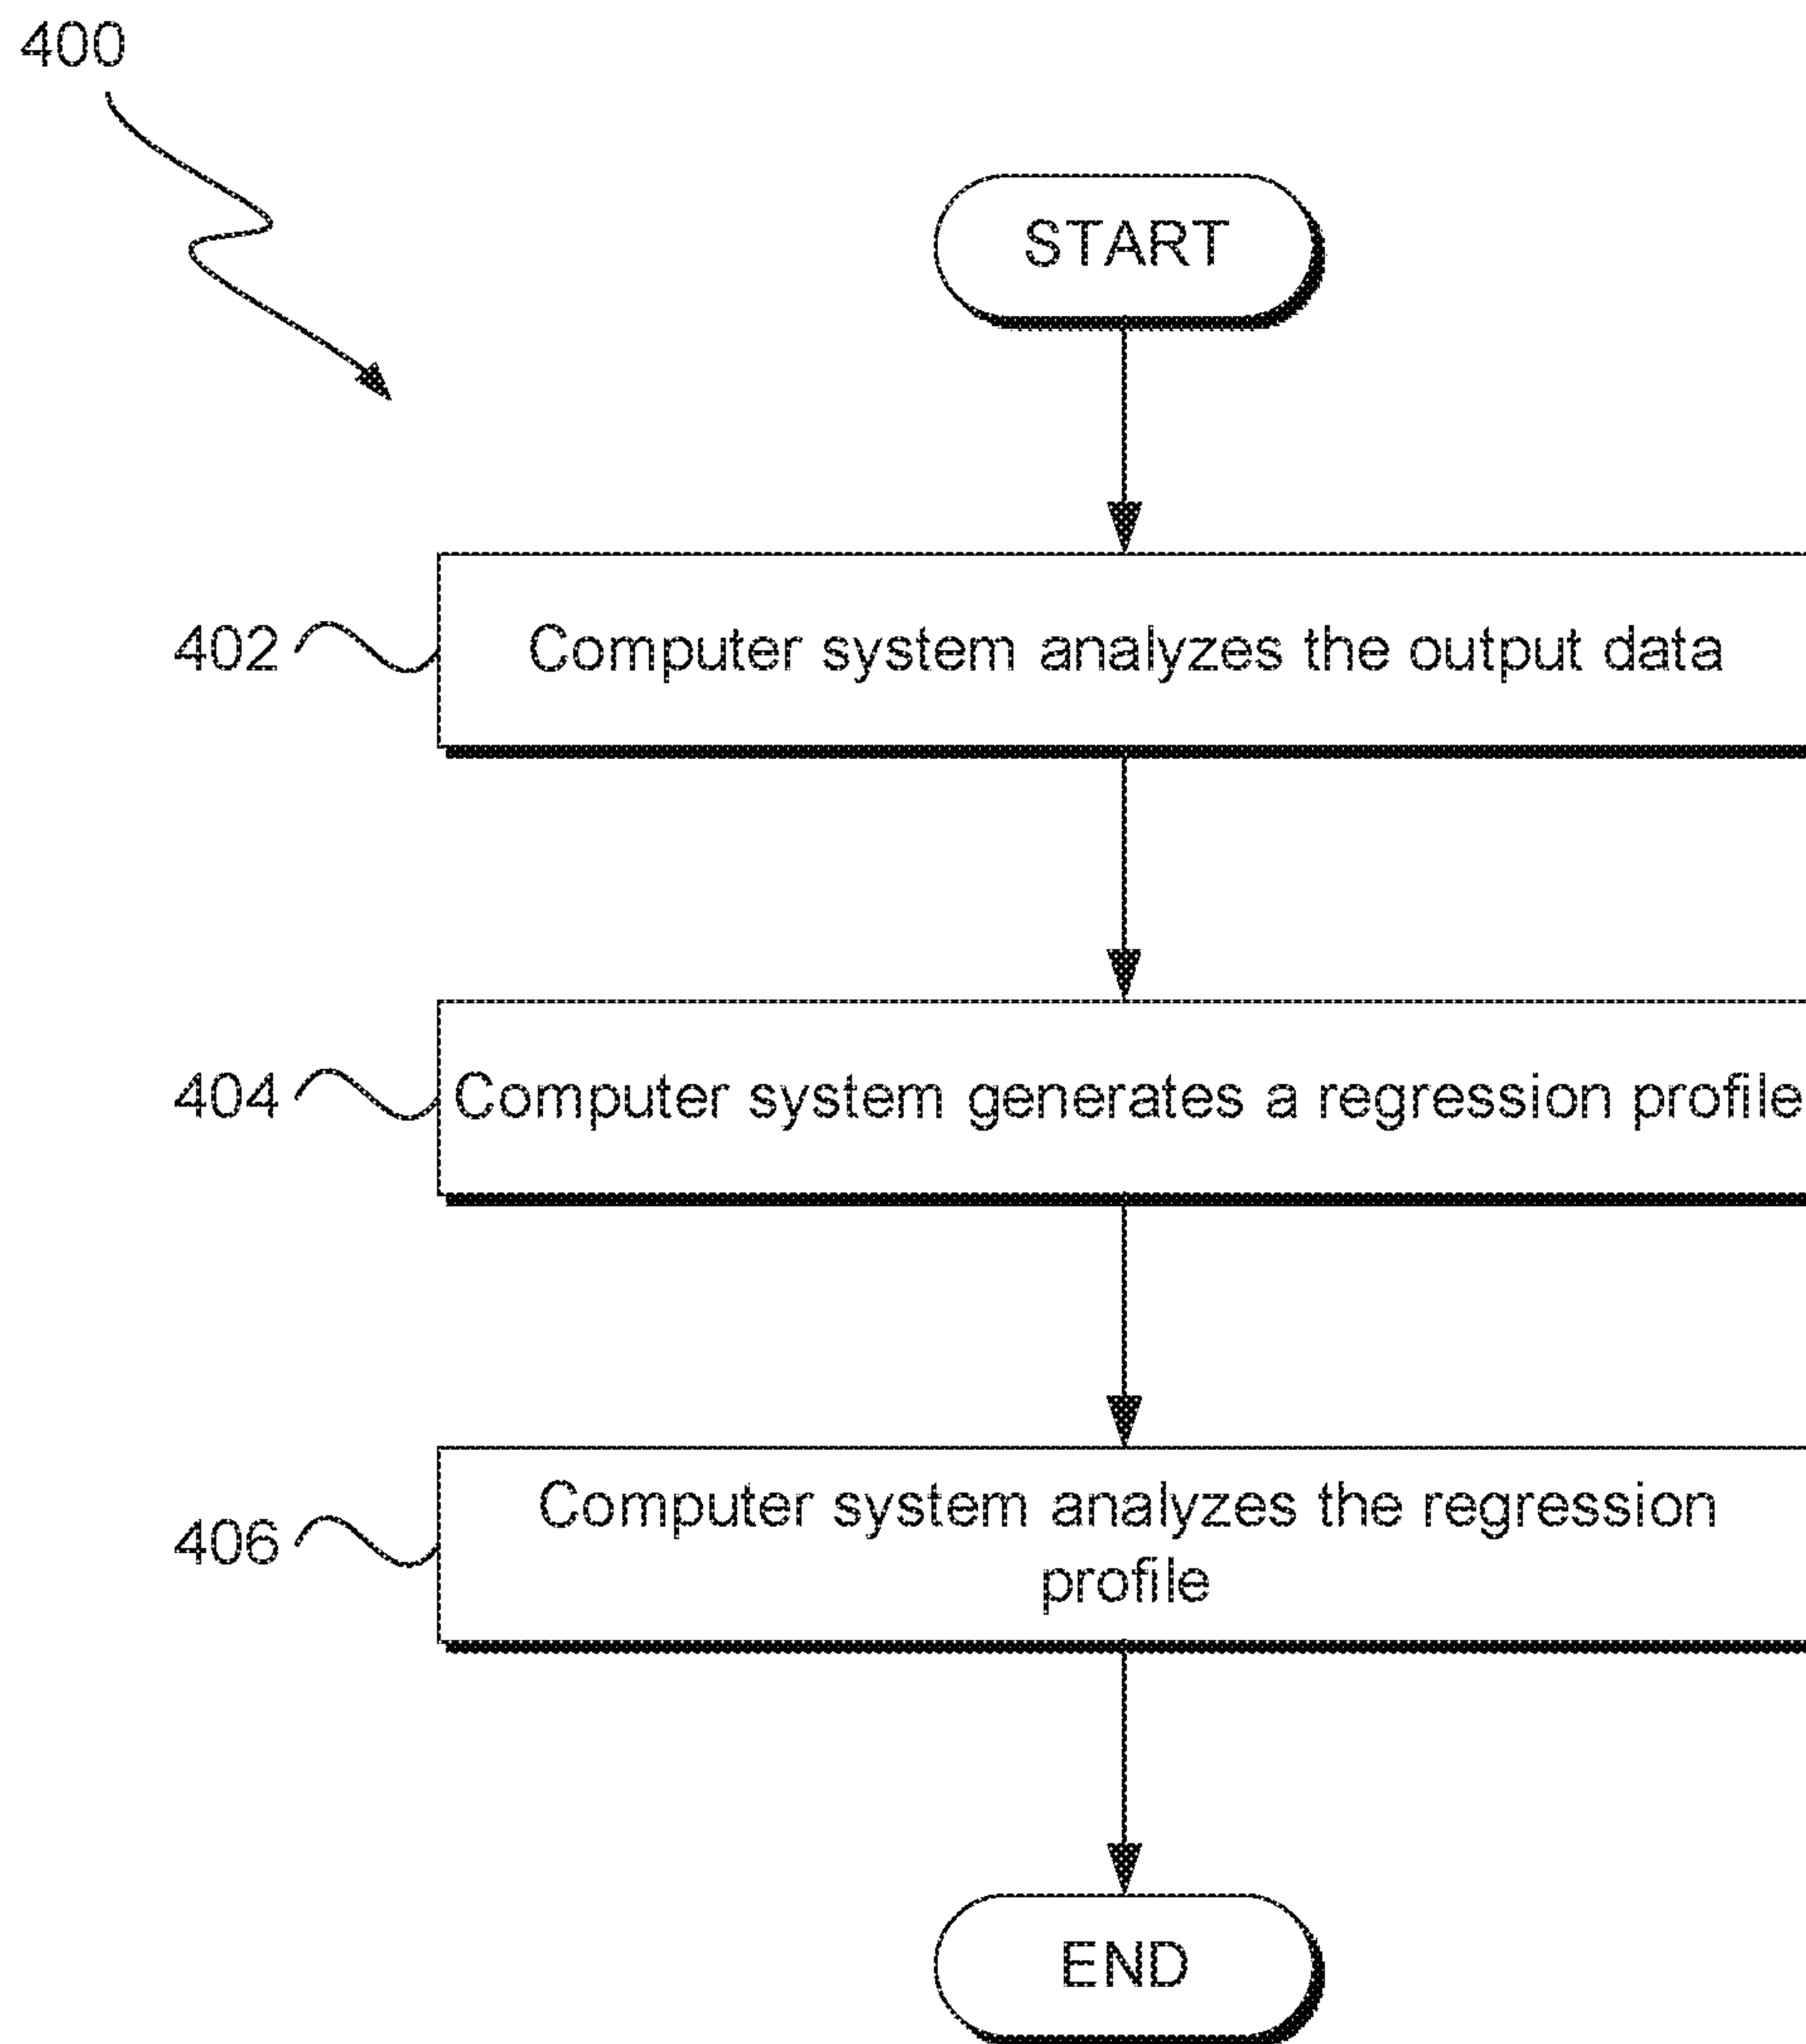 400
START
402
Computer system analyzes the output data
404
Computer system generates a regression profile
406
Computer system analyzes the regression
profile
END